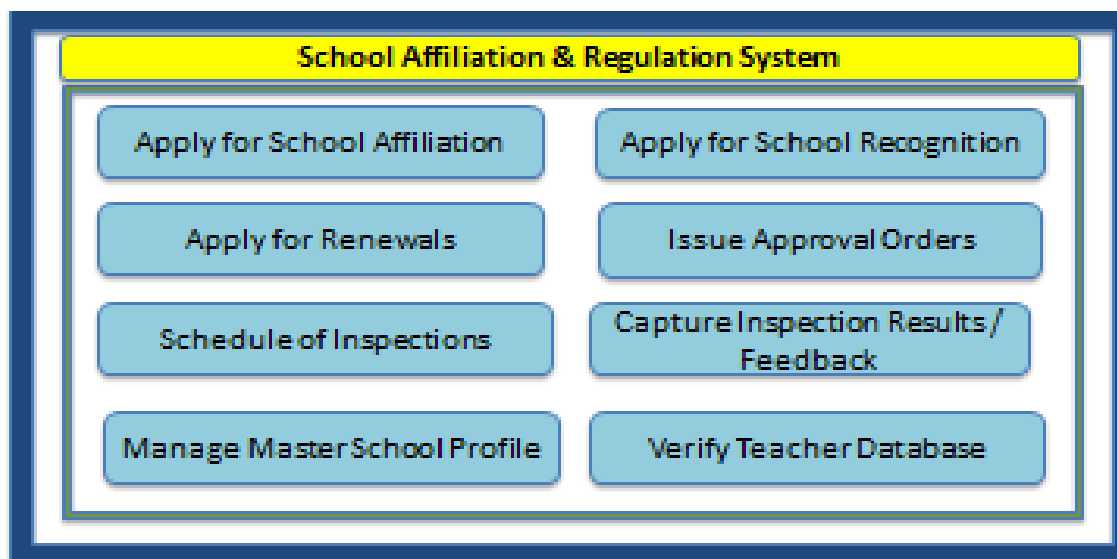 School Affiliation & Regulation System
Apply for School Affiliation
Apply for School Recognition
Apply for Renewals
Issue Approval Orders
Schedule of Inspections
Capture Inspection Results /
Feedback
Manage Master School Profile
Verify Teacher Database